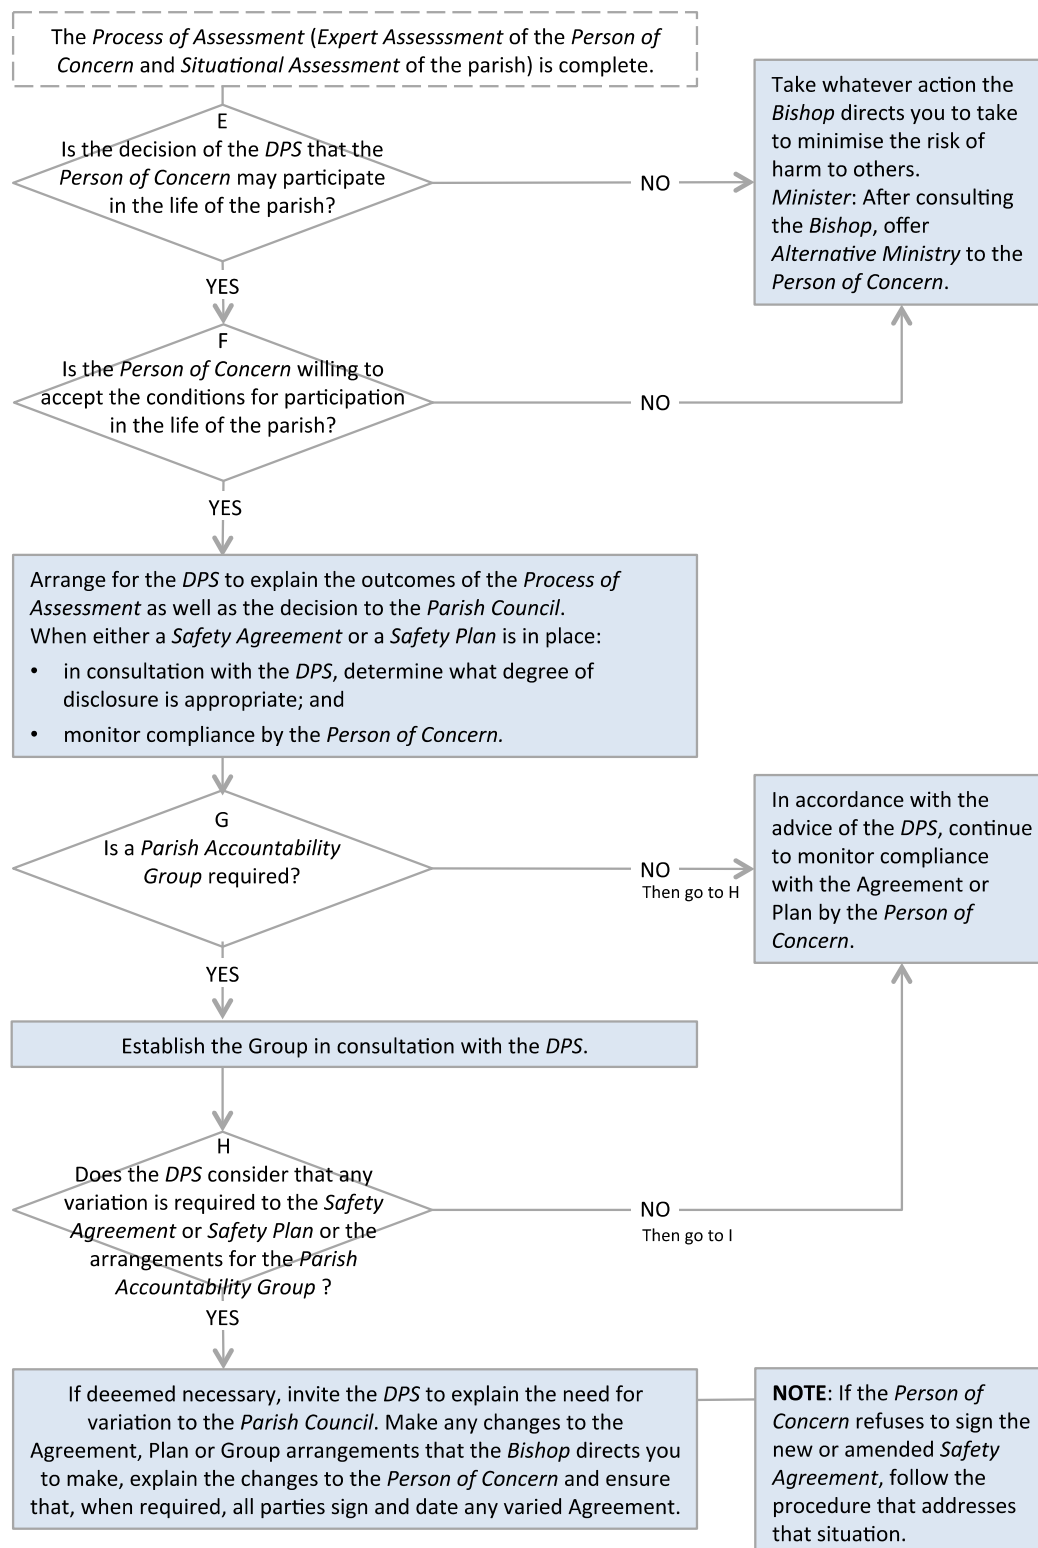 The Process of Assessment (Expert Assesssment of the Person of
Concern and Situational Assessment of the parish) is complete.
E
Is the decision of the DPS that the
Person of Concern may participate
in the life of the parish?
NO
Take whatever action the
Bishop directs you to take
to minimise the risk of
harm to others.
Minister: After consulting
the Bishop, offer
Alternative Ministry to the
Person of Concern.
YES
F
Is the Person of Concern willing to
accept the conditions for participation
in the life of the parish?
NO
YES
Arrange for the DPS to explain the outcomes of the Process of
Assessment as well as the decision to the Parish Council.
When either a Safety Agreement or a Safety Plan is in place:
• in consultation with the DPS, determine what degree of
disclosure is appropriate; and
• monitor compliance by the Person of Concern.
G
Is a Parish Accountability
Group required?
NO
Then go to H
In accordance with the
advice of the DPS, continue
to monitor compliance
with the Agreement or
Plan by the Person of
Concern.
YES
Establish the Group in consultation with the DPS.
H
Does the DPS consider that any
variation is required to the Safety
Agreement or Safety Plan or the
arrangements for the Parish
Accountability Group ?
NO
Then go to I
YES
If deeemed necessary, invite the DPS to explain the need for
variation to the Parish Council. Make any changes to the
Agreement, Plan or Group arrangements that the Bishop directs you
to make, explain the changes to the Person of Concern and ensure
that, when required, all parties sign and date any varied Agreement.
NOTE: If the Person of
Concern refuses to sign the
new or amended Safety
Agreement, follow the
procedure that addresses
that situation.